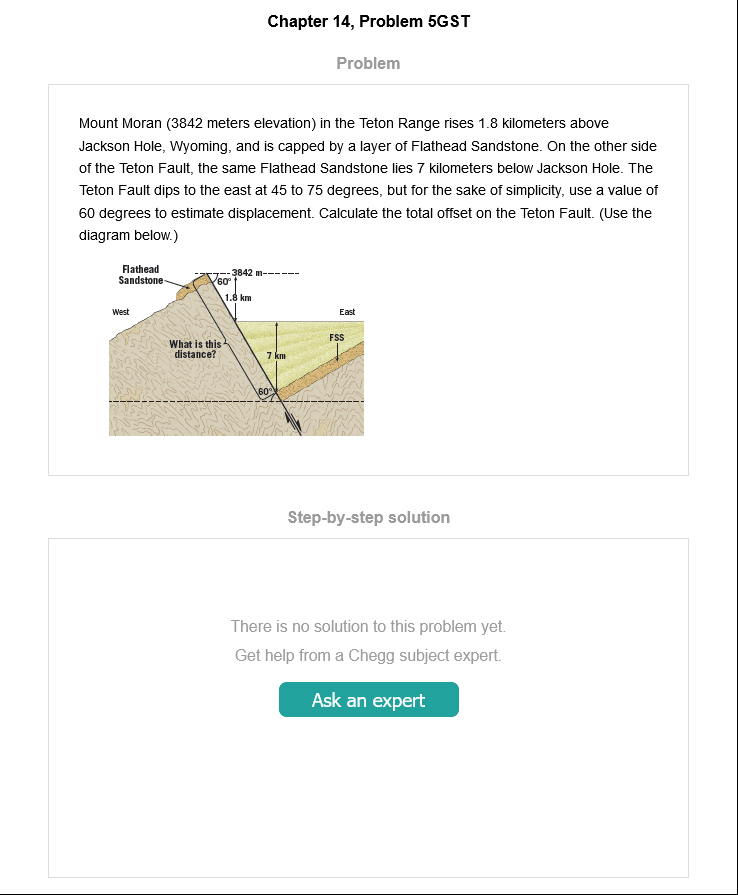 Chapter 14, Problem 5GST
Problem
Mount Moran (3842 meters elevation) in the Teton Range rises 1.8 kilometers above
Jackson Hole, Wyoming, and is capped by a layer of Flathead Sandstone. On the other side
of the Teton Fault, the same Flathead Sandstone lies 7 kilometers below Jackson Hole. The
Teton Fault dips to the east at 45 to 75 degrees, but for the sake of simplicity, use a value of
60 degrees to estimate displacement. Calculate the total offset on the Teton Fault. (Use the
diagram below.)
Flathead
Sandstone
3842 m
60°
1.8 km
West
East
What is this
distance?
FSS
7 km
60°
Step-by-step solution
There is no solution to this problem yet.
Get help from a Chegg subject expert.
Ask an expert